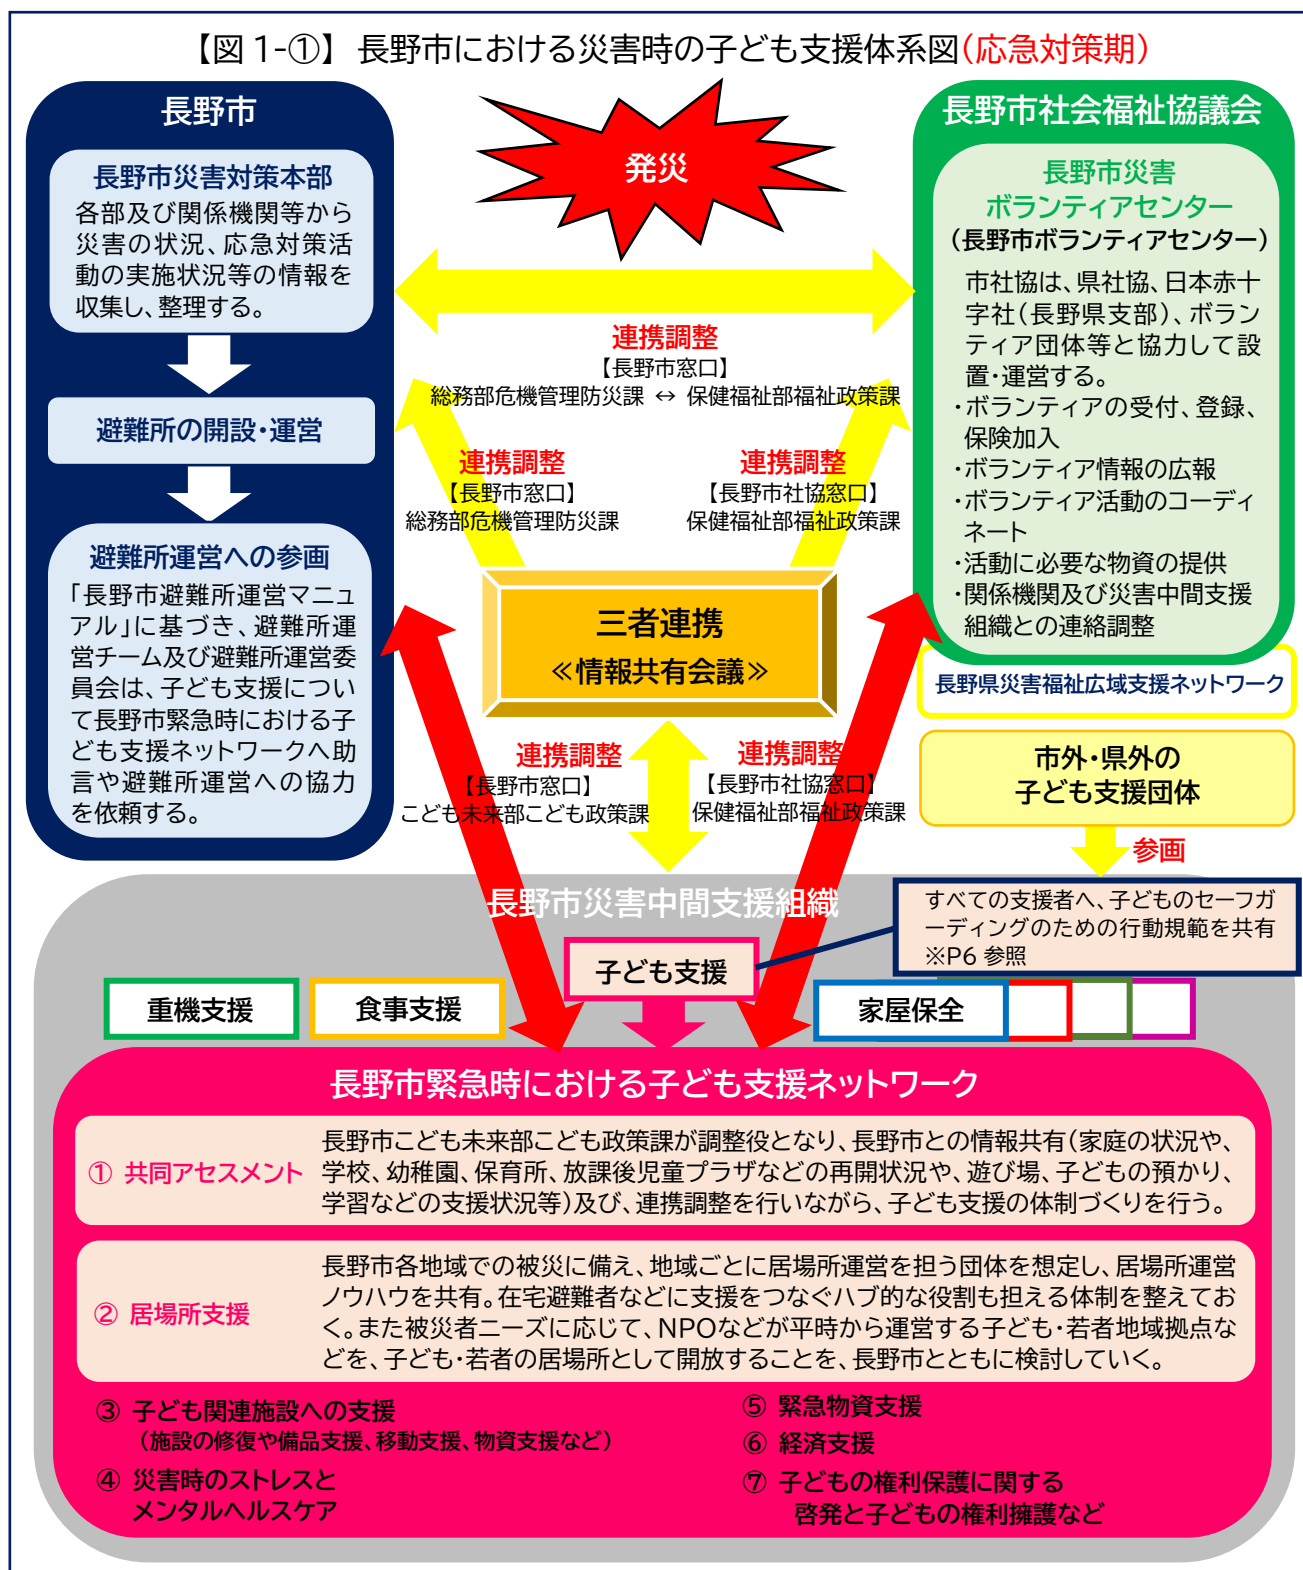 【図 1-①】 長野市における災害時の子ども支援体系図(応急対策期)
長野市
長野市災害対策本部
各部及び関係機関等から
災害の状況、応急対策活
動の実施状況等の情報を
収集し、整理する。
避難所の開設・運営
避難所運営への参画
「長野市避難所運営マニュ
アル」に基づき、避難所運
営チーム及び避難所運営委
員会は、子ども支援につい
て長野市緊急時における子
ども支援ネットワークへ助
言や避難所運営への協力
を依頼する。
発災
連携調整
【長野市窓口】
総務部危機管理防災課 ↔ 保健福祉部福祉政策課
連携調整
【長野市窓口】
総務部危機管理防災課
連携調整
【長野市社協窓口】
保健福祉部福祉政策課
三者連携
≪情報共有会議≫
連携調整
【長野市窓口】
こども未来部こども政策課
連携調整
【長野市社協窓口】
保健福祉部福祉政策課
長野市社会福祉協議会
長野市災害
ボランティアセンター
(長野市ボランティアセンター)
市社協は、県社協、日本赤十
字社(長野県支部)、ボラン
ティア団体等と協力して設
置・運営する。
・ボランティアの受付、登録、
保険加入
・ボランティア情報の広報
・ボランティア活動のコーディ
ネート
・活動に必要な物資の提供
・関係機関及び災害中間支援
組織との連絡調整
長野県災害福祉広域支援ネットワーク
市外・県外の
子ども支援団体
参画
長野市災害中間支援組織
すべての支援者へ、子どものセーフガ
ーディングのための行動規範を共有
※P6 参照
子ども支援
重機支援
食事支援
家屋保全
長野市緊急時における子ども支援ネットワーク
① 共同アセスメント
長野市こども未来部こども政策課が調整役となり、長野市との情報共有(家庭の状況や、
学校、幼稚園、保育所、放課後児童プラザなどの再開状況や、遊び場、子どもの預かり、
学習などの支援状況等)及び、連携調整を行いながら、子ども支援の体制づくりを行う。
② 居場所支援
長野市各地域での被災に備え、地域ごとに居場所運営を担う団体を想定し、居場所運営
ノウハウを共有。在宅避難者などに支援をつなぐハブ的な役割も担える体制を整えてお
く。また被災者ニーズに応じて、NPOなどが平時から運営する子ども・若者地域拠点な
どを、子ども・若者の居場所として開放することを、長野市とともに検討していく。
③ 子ども関連施設への支援
(施設の修復や備品支援、移動支援、物資支援など)
④ 災害時のストレスと
メンタルヘルスケア
⑤ 緊急物資支援
⑥ 経済支援
⑦ 子どもの権利保護に関する
啓発と子どもの権利擁護など